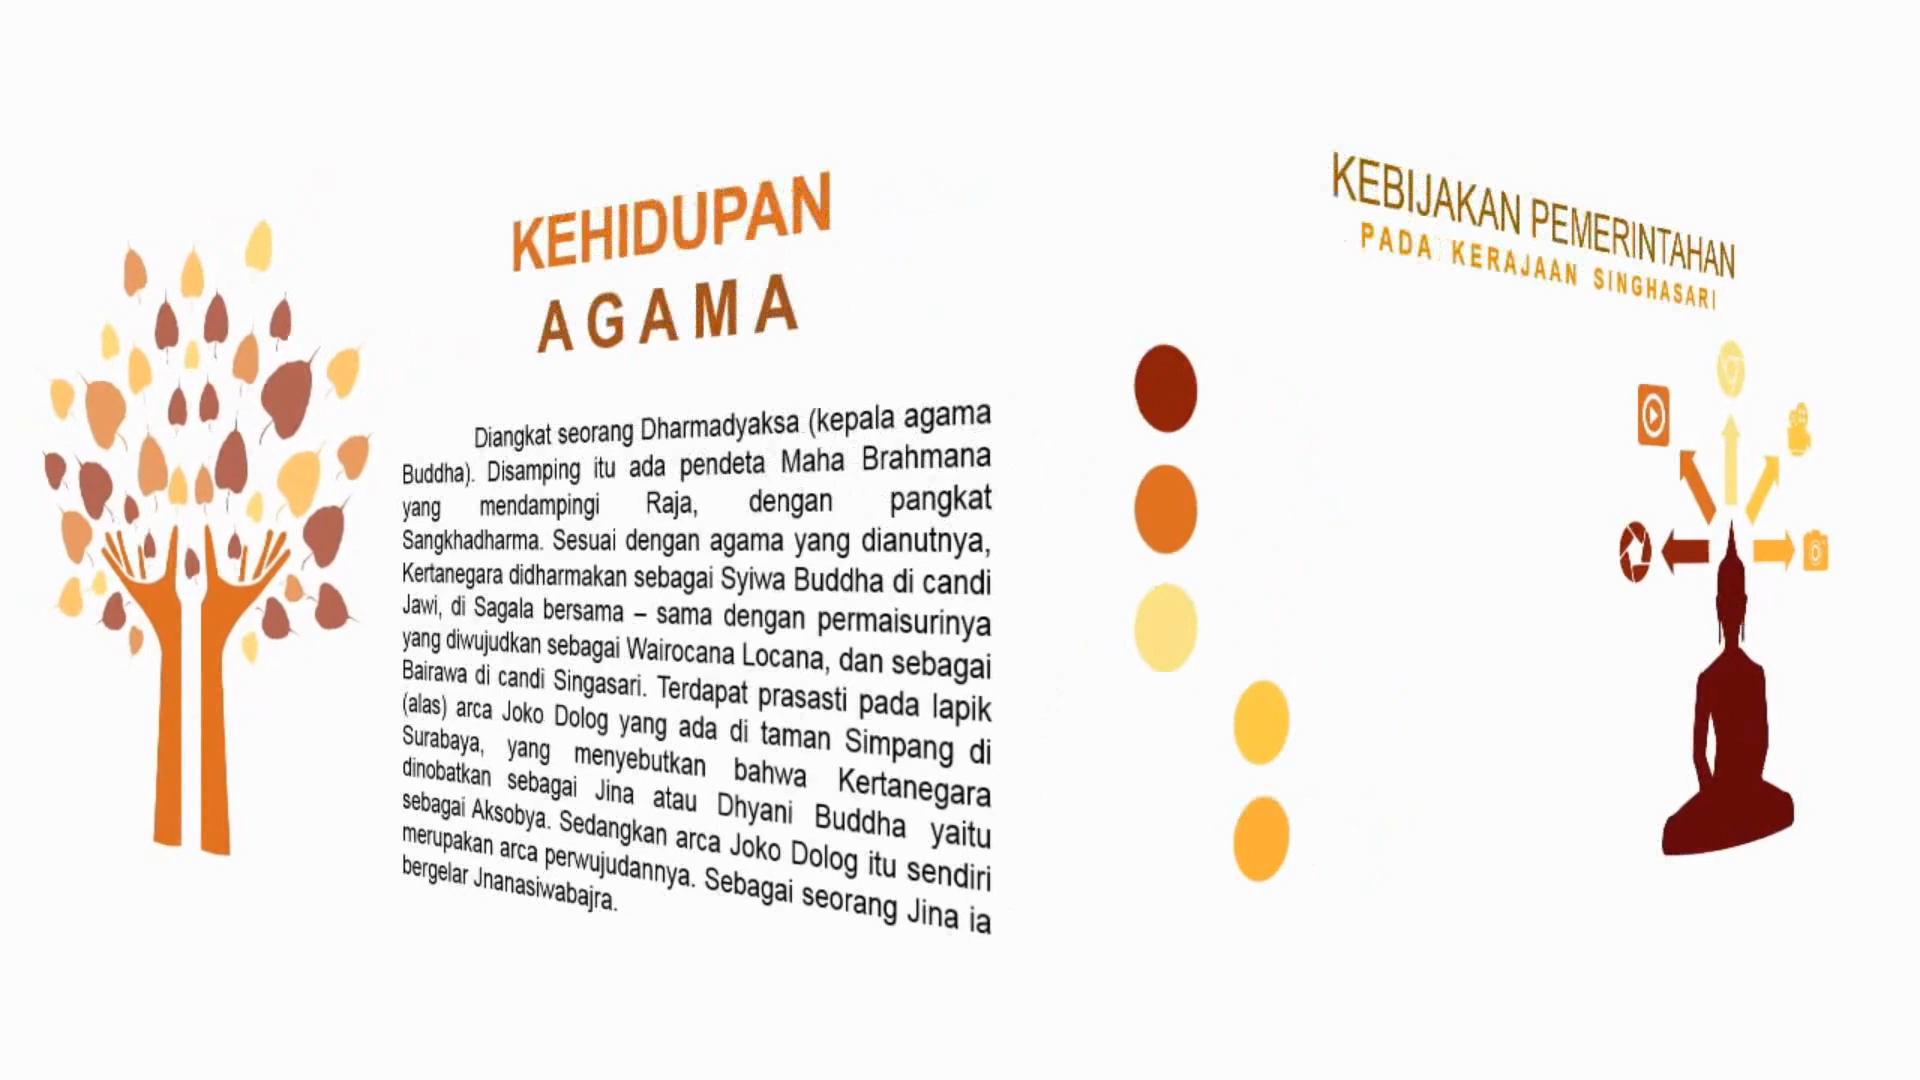 KEHIDUPAN
AGAMA
Diangkat seorang Dharmadyaksa (kepala agama
Buddha). Disamping itu ada pendeta Maha Brahmana
yang mendampingi Raja, dengan pangkat
Sangkhadharma. Sesuai dengan agama yang dianutnya,
Kertanegara didharmakan sebagai Syiwa Buddha di candi
Jawi, di Sagala bersama – sama dengan permaisurinya
yang diwujudkan sebagai Wairocana Locana, dan sebagai
Bairawa di candi Singasari. Terdapat prasasti pada lapik
(alas) arca Joko Dolog yang ada di taman Simpang di
Surabaya, yang menyebutkan bahwa Kertanegara
dinobatkan sebagai Jina atau Dhyani Buddha yaitu
sebagai Aksobya. Sedangkan arca Joko Dolog itu sendiri
merupakan arca perwujudannya. Sebagai seorang Jina ia
bergelar Jnanasiwabajra.
KEBIJAKAN PEMERINTAHAN
PADA KERAJAAN SINGHASARI